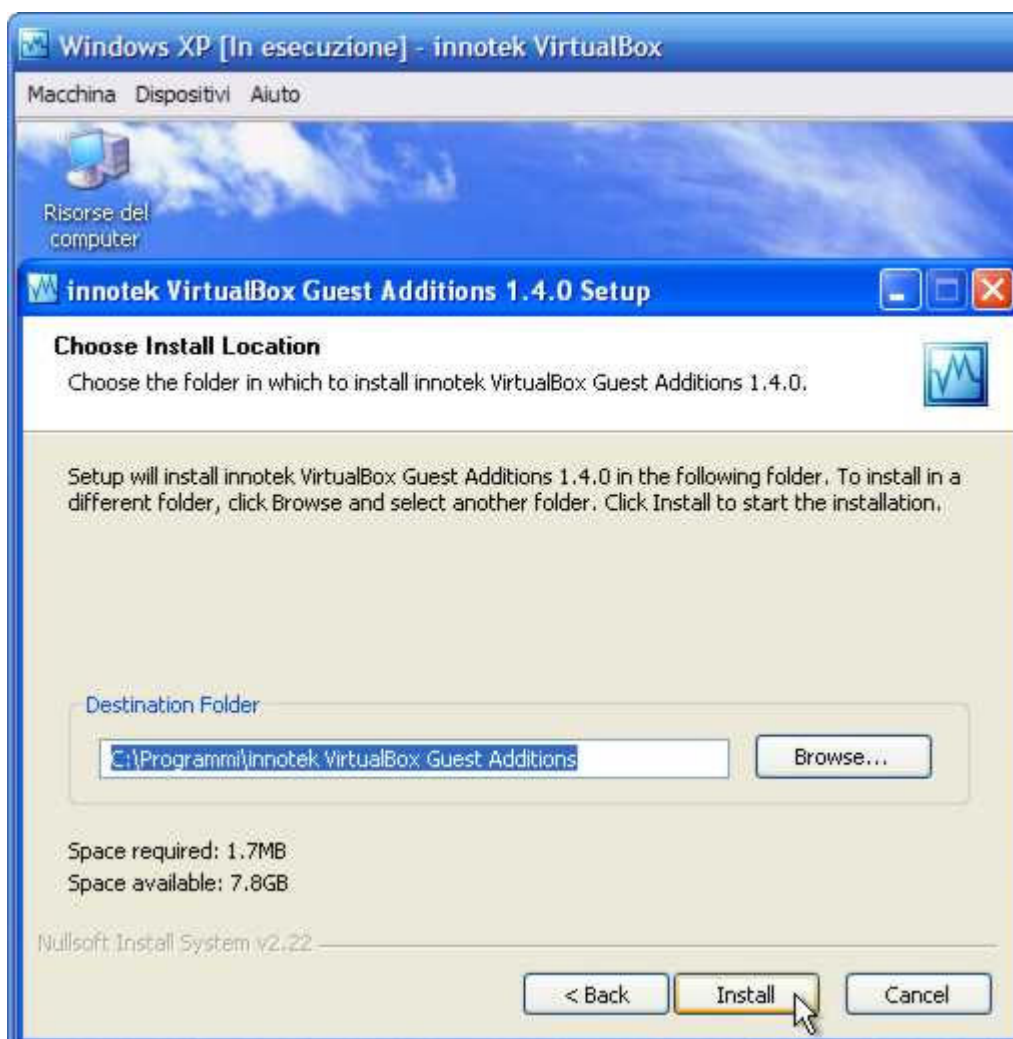 Windows XP [In esecuzione] - innotek VirtualBox
Macchina Dispositivi Aiuto
Risorse del
computer
innotek VirtualBox Guest Additions 1.4.0 Setup
Choose Install Location
Choose the folder in which to install innotek VirtualBox Guest Additions 1.4.0.
Setup will install innotek VirtualBox Guest Additions 1.4.0 in the following folder. To install in a
different folder, click Browse and select another folder. Click Install to start the installation.
Destination Folder
C:\Programmi\innotek VirtualBox Guest Additions
Browse...
Space required: 1.7MB
Space available: 7.8GB
Nullsoft Install System v2.22
< Back Install Cancel